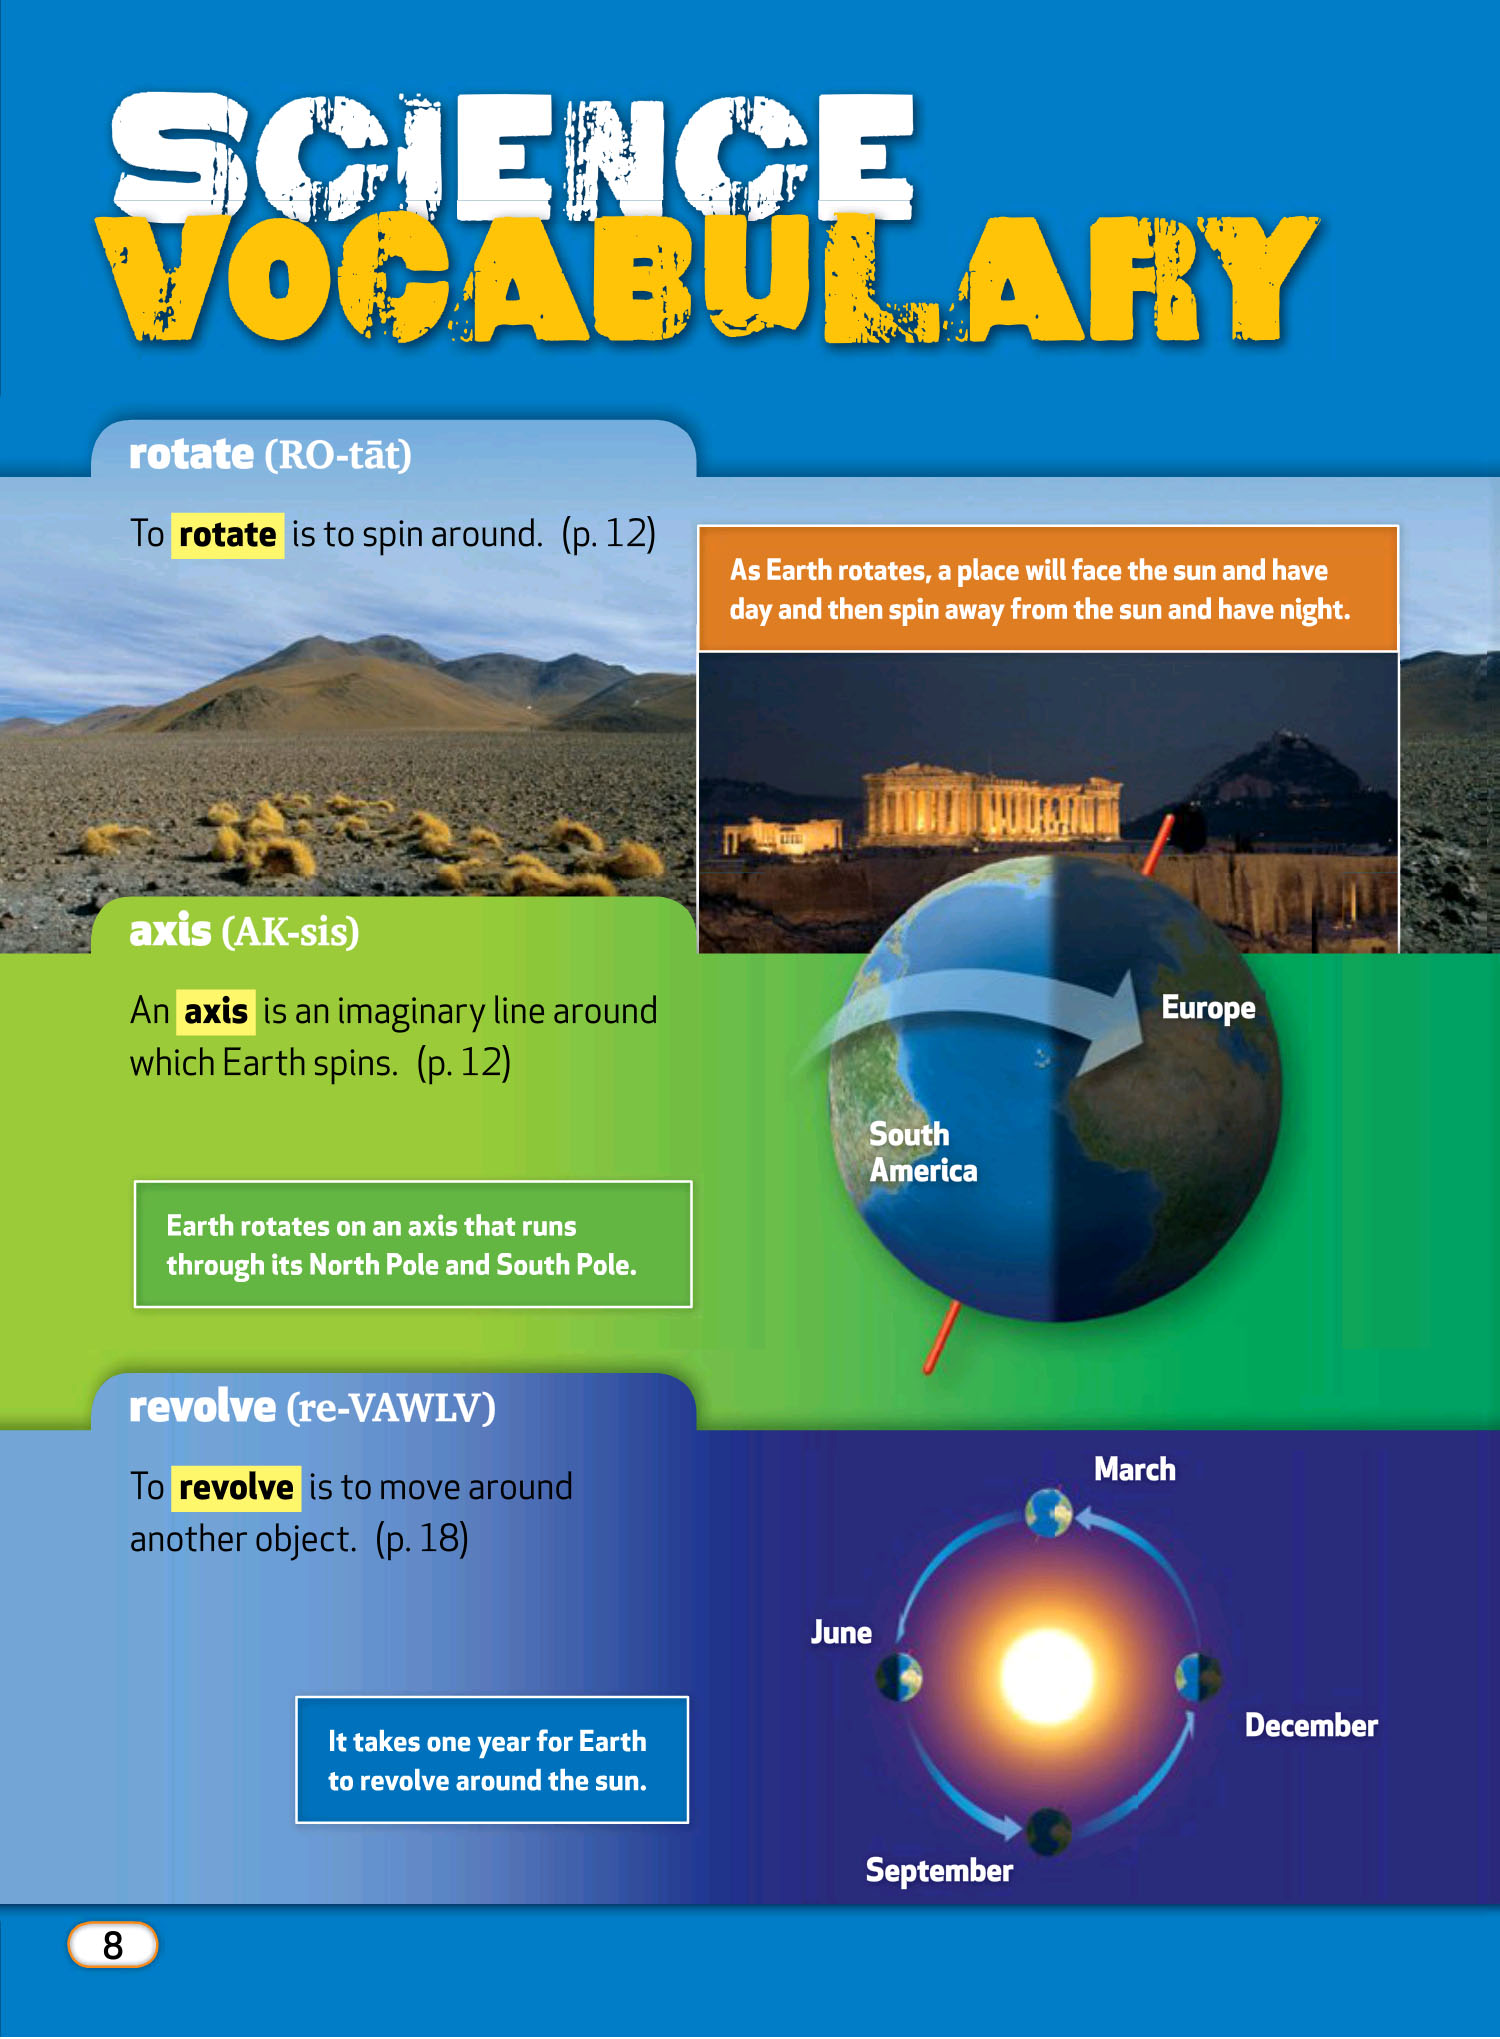 SCIENCE
VOCABULARY
rotate (RO-tāt)
To rotate is to spin around. (p. 12)
As Earth rotates, a place will face the sun and have
day and then spin away from the sun and have night.
axis (AK-sis)
An axis is an imaginary line around
which Earth spins. (p. 12)
Europe
South
America
Earth rotates on an axis that runs
through its North Pole and South Pole.
revolve (re-VAWLV)
To revolve is to move around
another object. (p. 18)
March
June
December
September
It takes one year for Earth
to revolve around the sun.
8